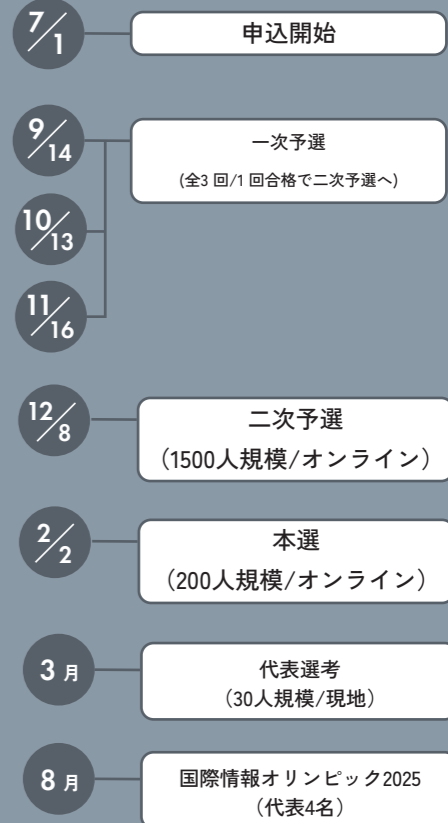 7/1
申込開始
9/14
一次予選
(全3 回/1 回合格で二次予選へ)
10/13
11/16
12/8
二次予選
（1500人規模/オンライン）
2/2
本選
（200人規模/オンライン）
3 月
代表選考
（30人規模/現地）
8 月
国際情報オリンピック2025
（代表4名）